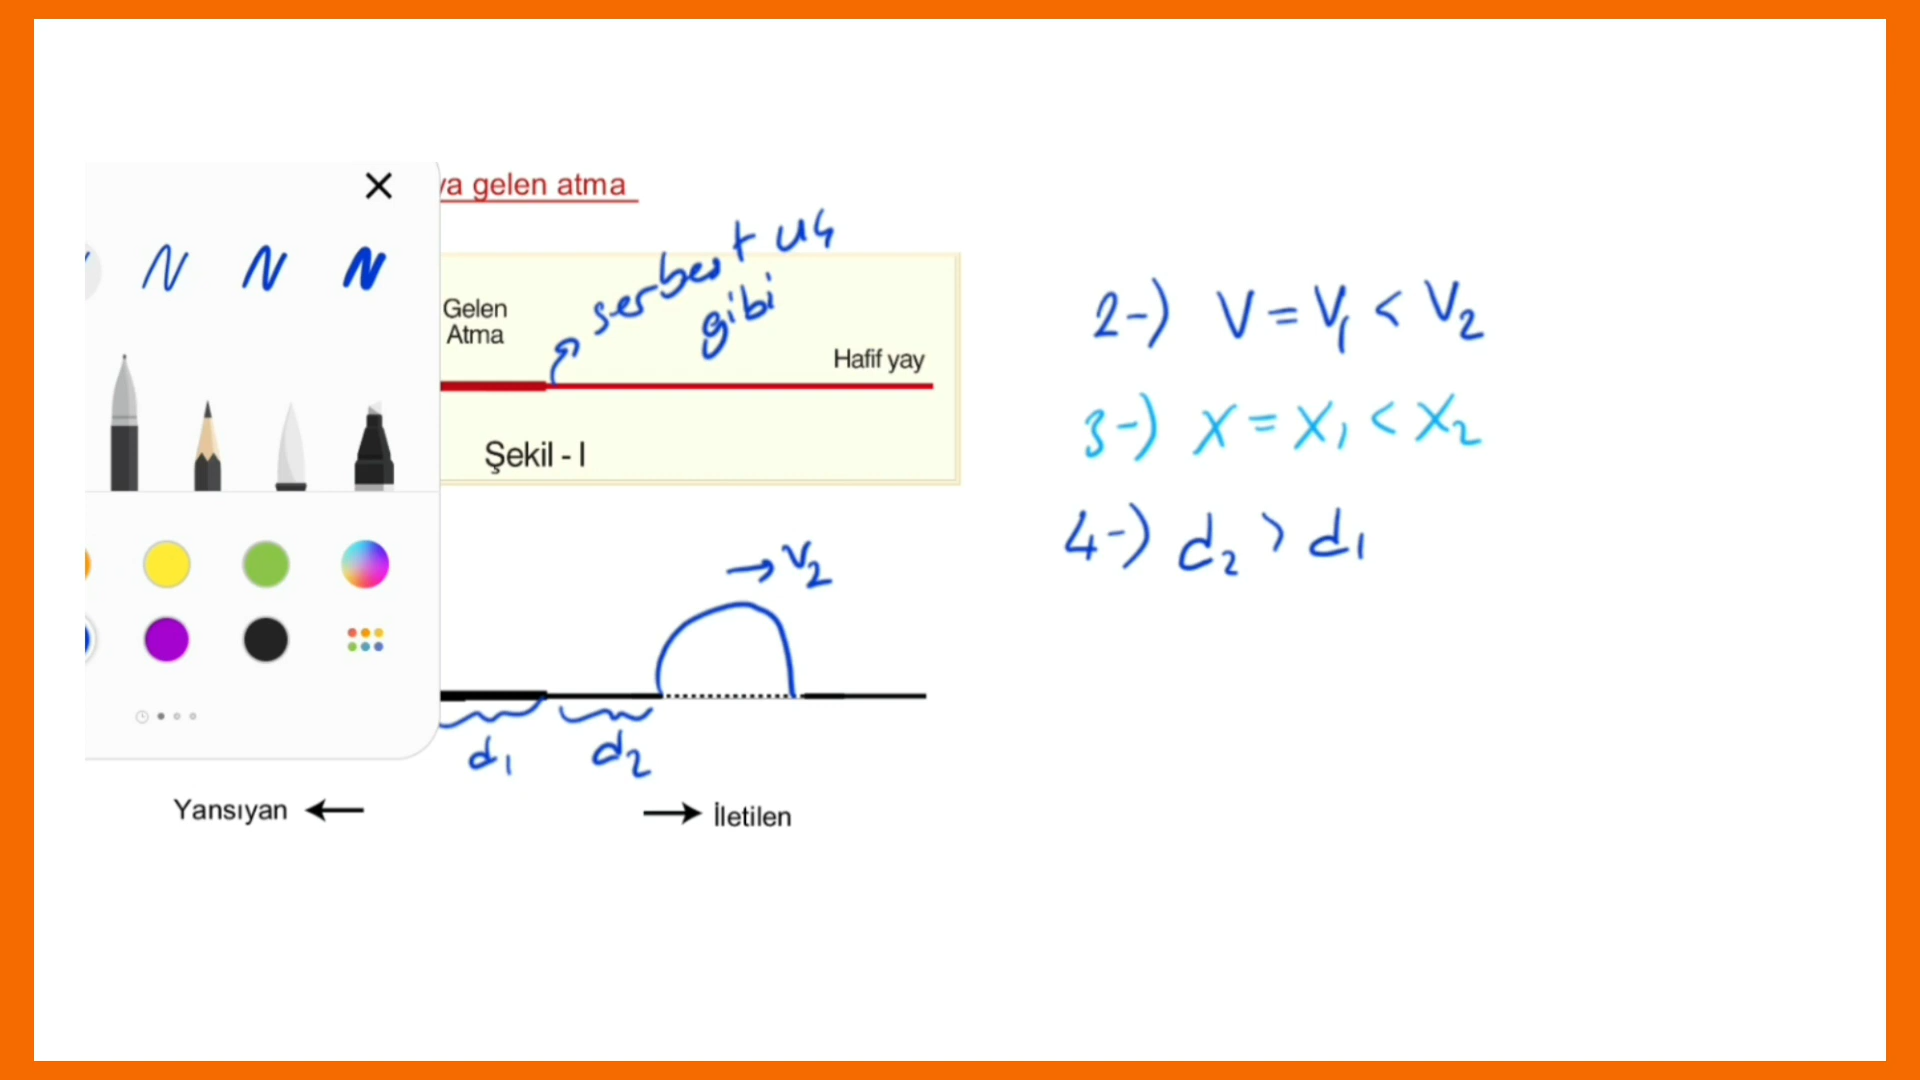 ya gelen atma
serbest uç
gibi
Gelen
Atma
Hafif yay
Şekil - I
2-) V = V₁ < V₂
3-) X = X₁ < X₂
4-) d₂ > d₁
→ V₂
d₁ d₂
Yansıyan ← → İletilen